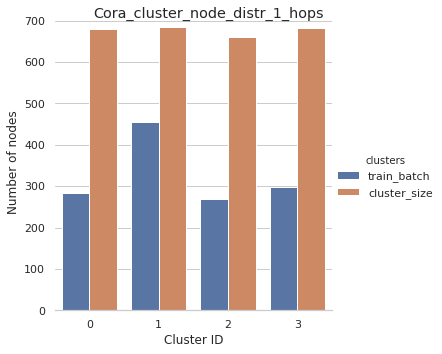 Cora_cluster_node_distr_1_hops
Number of nodes
700
600
500
400
300
200
100
0
0 1 2 3
Cluster ID
clusters
train_batch
cluster_size